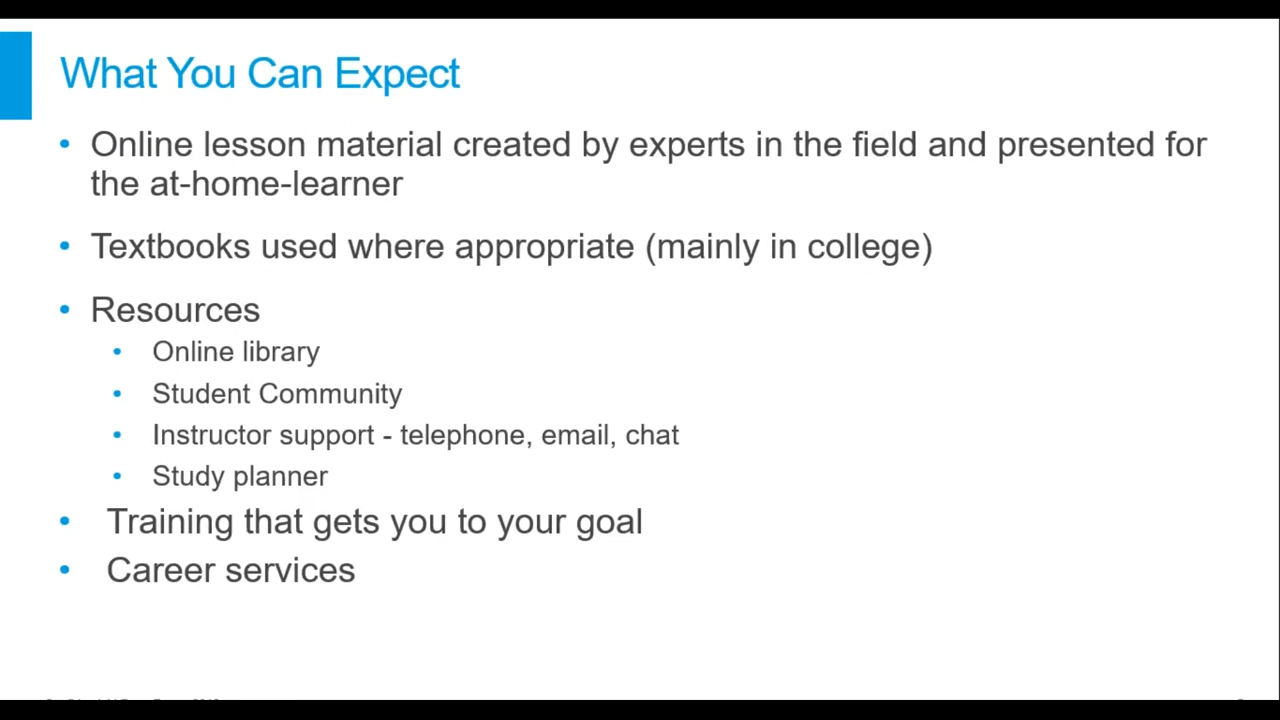 What You Can Expect
• Online lesson material created by experts in the field and presented for
the at-home-learner
• Textbooks used where appropriate (mainly in college)
• Resources
• Online library
• Student Community
• Instructor support - telephone, email, chat
• Study planner
• Training that gets you to your goal
• Career services